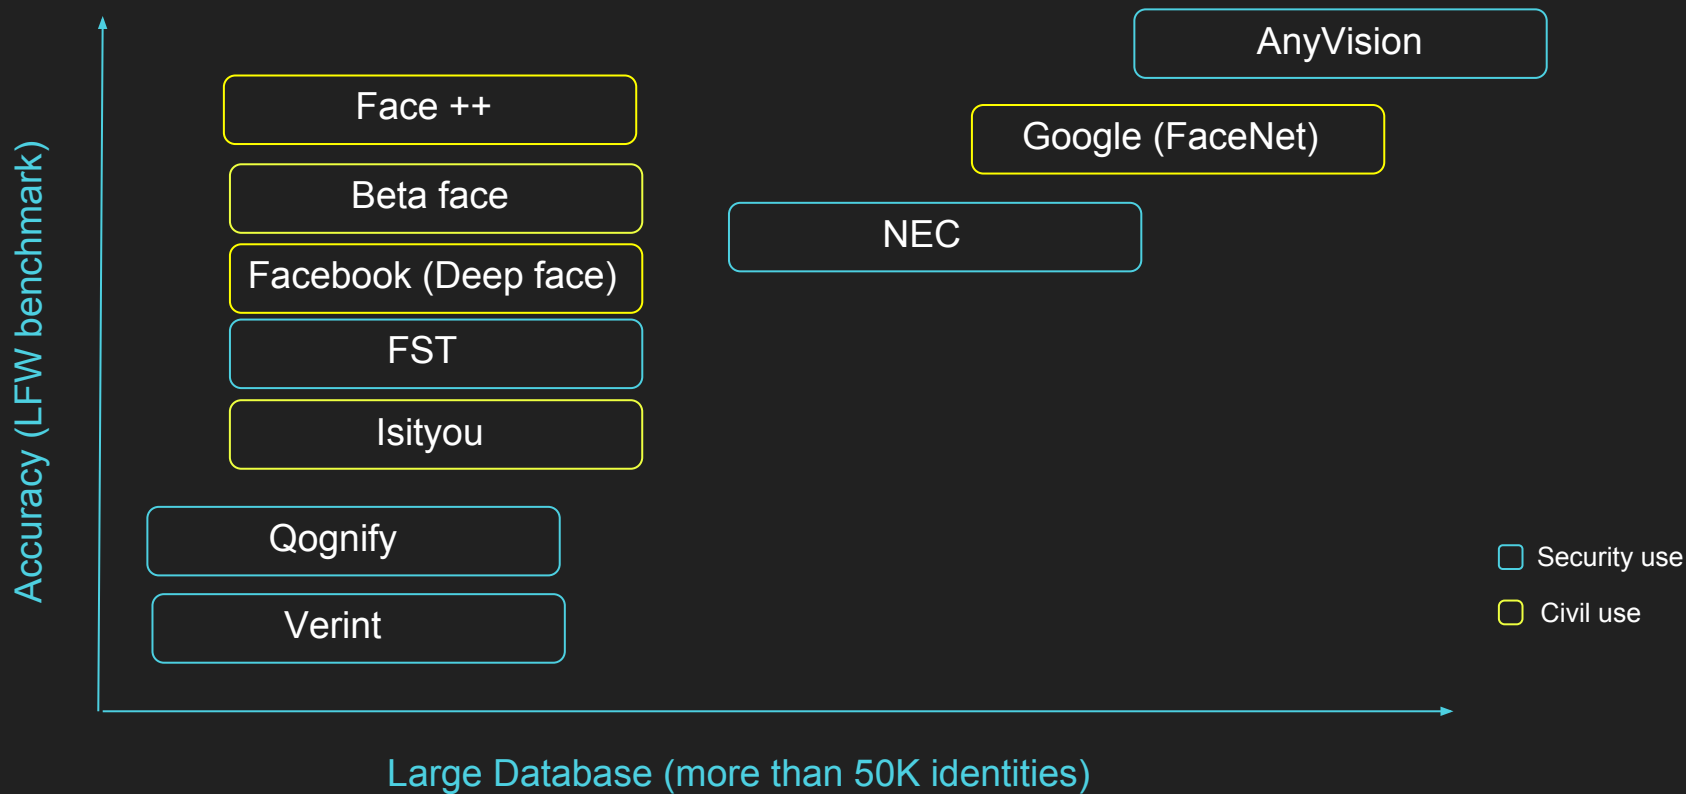 AnyVision
Face ++
Google (FaceNet)
Beta face
NEC
Facebook (Deep face)
FST
Isityou
Qognify
Verint
Accuracy (LFW benchmark)
Large Database (more than 50K identities)
Security use
Civil use